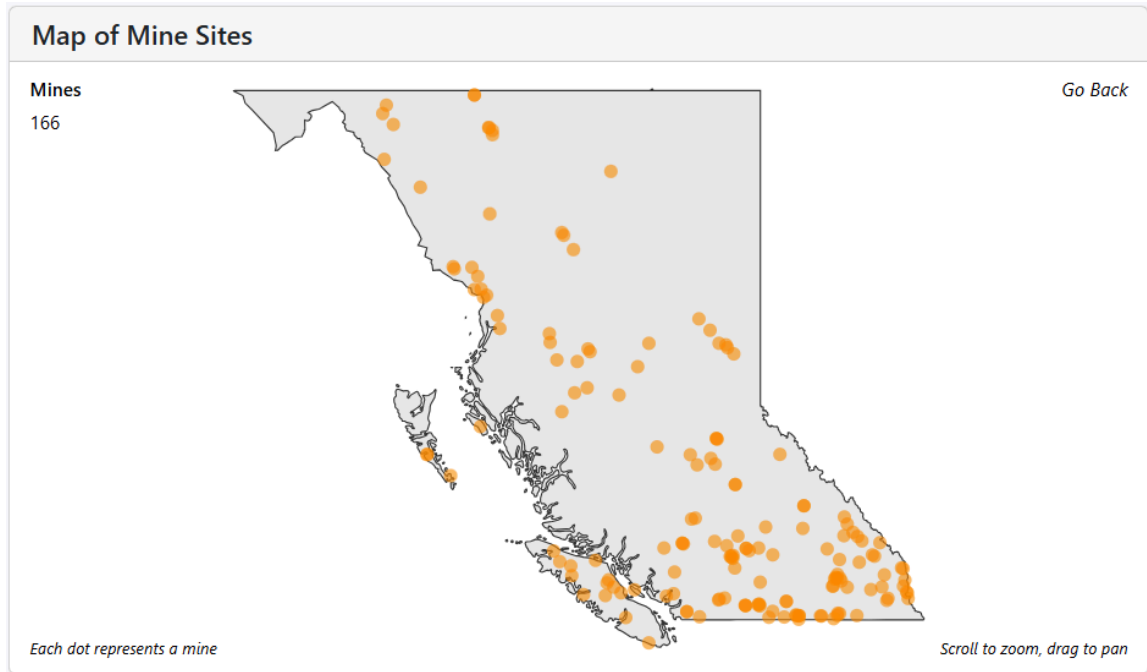 Map of Mine Sites
Mines
Go Back
166
Each dot represents a mine
Scroll to zoom, drag to pan